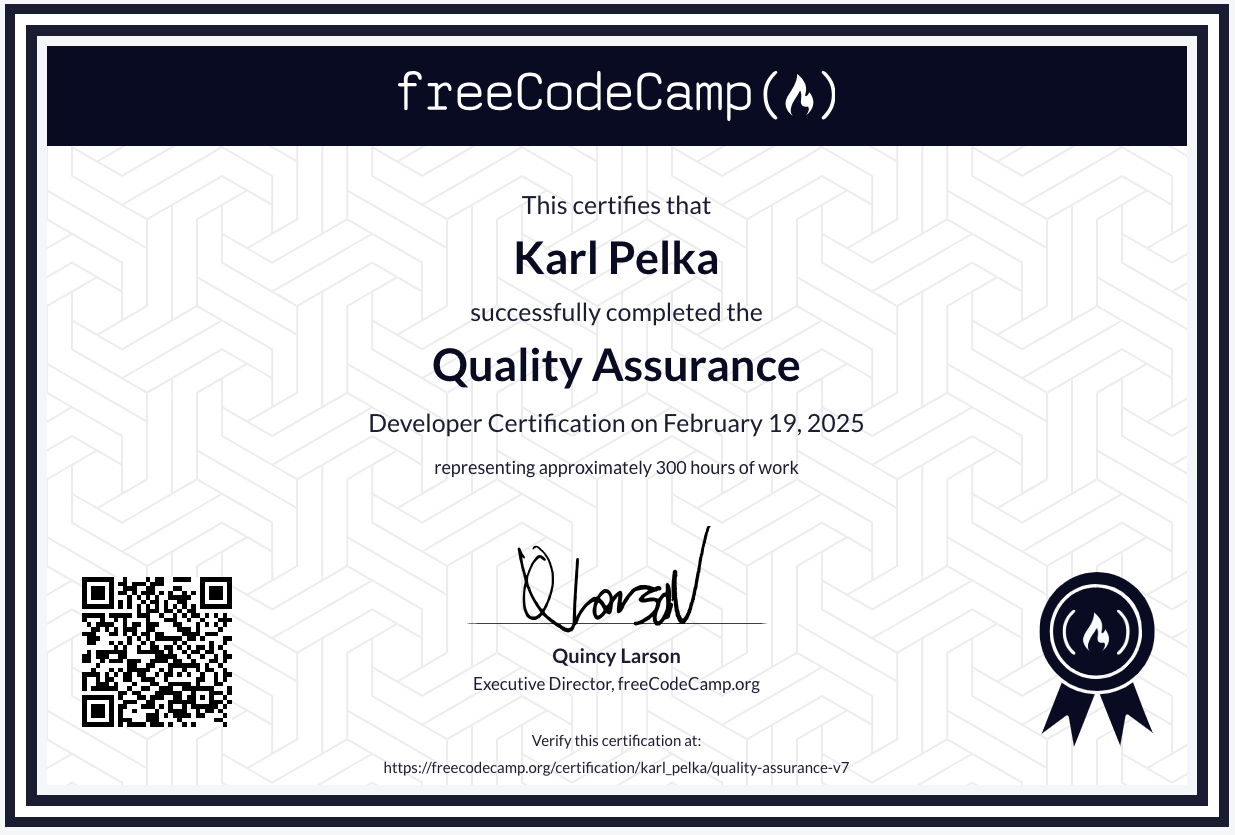 freeCodeCamp
This certifies that
Karl Pelka
successfully completed the
Quality Assurance
Developer Certification on February 19, 2025
representing approximately 300 hours of work
Q Larson
Quincy Larson
Executive Director, freeCodeCamp.org
Verify this certification at:
https://freecodecamp.org/certification/karl_pelka/quality-assurance-v7